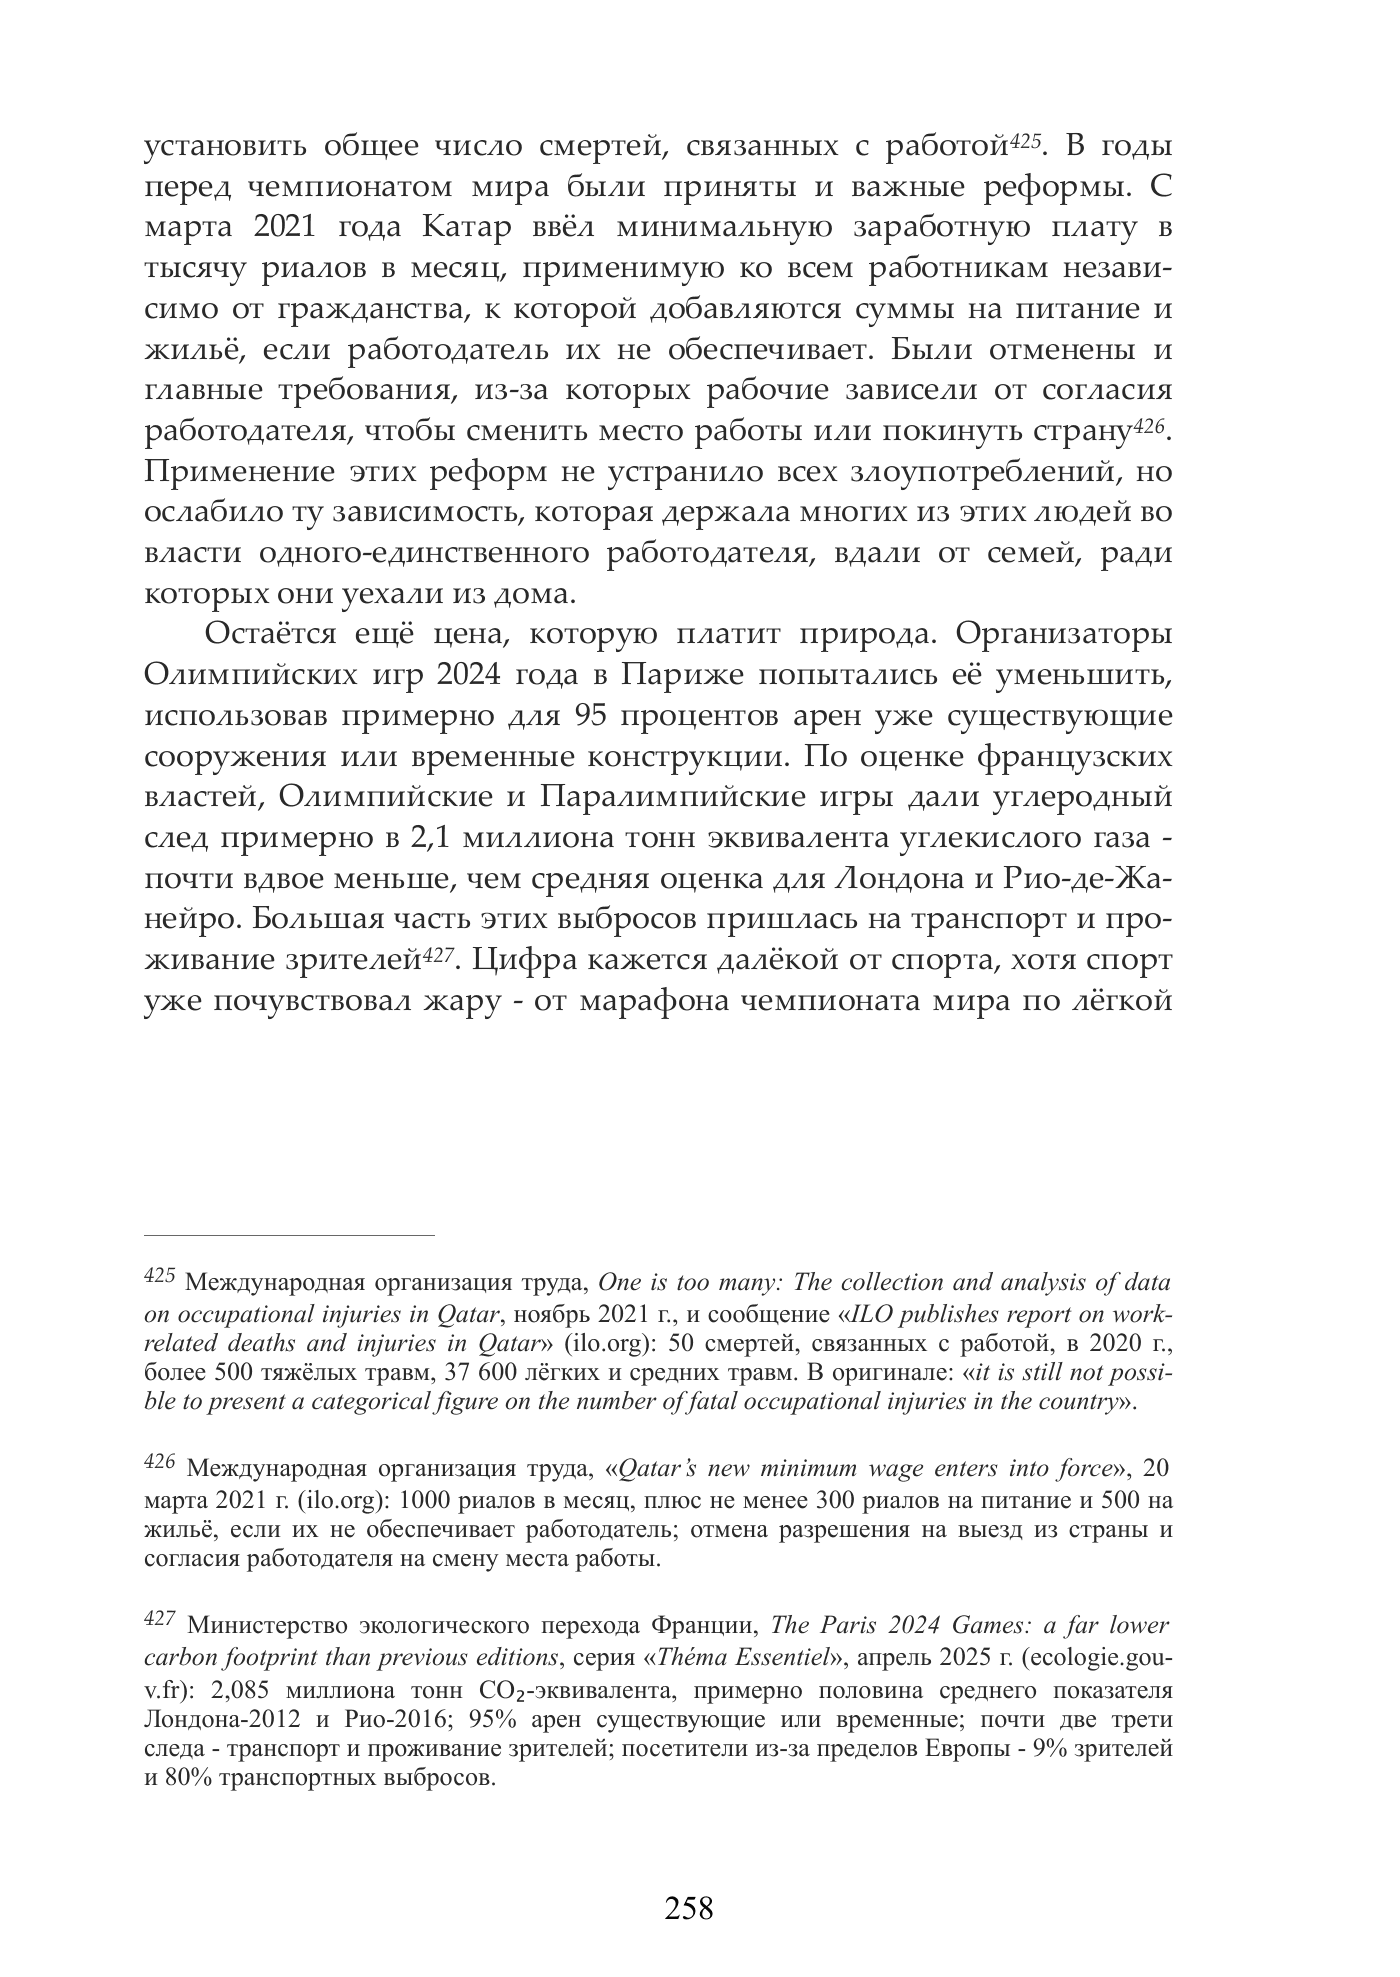 установить общее число смертей, связанных с работой425. В годы
перед чемпионатом мира были приняты и важные реформы. С
марта 2021 года Катар ввёл минимальную заработную плату в
тысячу риалов в месяц, применимую ко всем работникам незави-
симо от гражданства, к которой добавляются суммы на питание и
жильё, если работодатель их не обеспечивает. Были отменены и
главные требования, из-за которых рабочие зависели от согласия
работодателя, чтобы сменить место работы или покинуть страну426.
Применение этих реформ не устранило всех злоупотреблений, но
ослабило ту зависимость, которая держала многих из этих людей во
власти одного-единственного работодателя, вдали от семей, ради
которых они уехали из дома.
Остаётся ещё цена, которую платит природа. Организаторы
Олимпийских игр 2024 года в Париже попытались её уменьшить,
использовав примерно для 95 процентов арен уже существующие
сооружения или временные конструкции. По оценке французских
властей, Олимпийские и Паралимпийские игры дали углеродный
след примерно в 2,1 миллиона тонн эквивалента углекислого газа -
почти вдвое меньше, чем средняя оценка для Лондона и Рио-де-Жа-
нейро. Большая часть этих выбросов пришлась на транспорт и про-
живание зрителей427. Цифра кажется далёкой от спорта, хотя спорт
уже почувствовал жару - от марафона чемпионата мира по лёгкой
425 Международная организация труда, One is too many: The collection and analysis of data
on occupational injuries in Qatar, ноябрь 2021 г., и сообщение «ILO publishes report on work-
related deaths and injuries in Qatar» (ilo.org): 50 смертей, связанных с работой, в 2020 г.,
более 500 тяжёлых травм, 37 600 лёгких и средних травм. В оригинале: «it is still not possi-
ble to present a categorical figure on the number of fatal occupational injuries in the country».
426 Международная организация труда, «Qatar’s new minimum wage enters into force», 20
марта 2021 г. (ilo.org): 1000 риалов в месяц, плюс не менее 300 риалов на питание и 500 на
жильё, если их не обеспечивает работодатель; отмена разрешения на выезд из страны и
согласия работодателя на смену места работы.
427 Министерство экологического перехода Франции, The Paris 2024 Games: a far lower
carbon footprint than previous editions, серия «Théma Essentiel», апрель 2025 г. (ecologie.gou-
v.fr): 2,085 миллиона тонн CO₂-эквивалента, примерно половина среднего показателя
Лондона-2012 и Рио-2016; 95% арен существующие или временные; почти две трети
следа - транспорт и проживание зрителей; посетители из-за пределов Европы - 9% зрителей
и 80% транспортных выбросов.
258